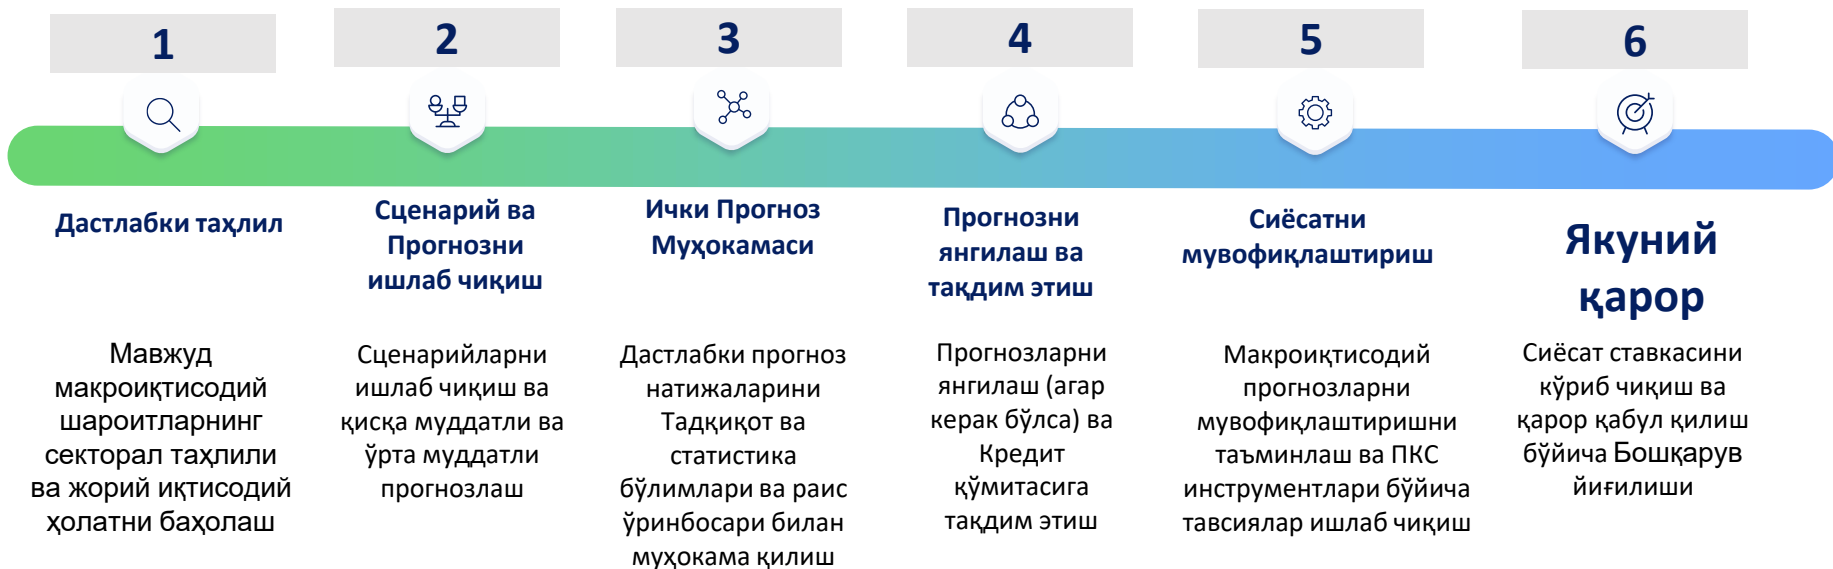 1
2
3
4
5
6
Дастлабки таҳлил
Сценарий ва
Прогнозни
ишлаб чиқиш
Ички Прогноз
Муҳокамаси
Прогнозни
янгилаш ва
тақдим этиш
Сиёсатни
мувофиқлаштириш
Якуний
қарор
Мавжуд
макроиқтисодий
шароитларнинг
секторал таҳлили
ва жорий иқтисодий
ҳолатни баҳолаш
Сценарийларни
ишлаб чиқиш ва
қисқа муддатли ва
ўрта муддатли
прогнозлаш
Дастлабки прогноз
натижаларини
Тадқиқот ва
статистика
бўлимлари ва раис
ўринбосари билан
муҳокама қилиш
Прогнозларни
янгилаш (агар
керак бўлса) ва
Кредит
қўмитасига
тақдим этиш
Макроиқтисодий
прогнозларни
мувофиқлаштиришни
таъминлаш ва ПКС
инструментлари бўйича
тавсиялар ишлаб чиқиш
Сиёсат ставкасини
кўриб чиқиш ва
қарор қабул қилиш
бўйича Бошқарув
йиғилиши